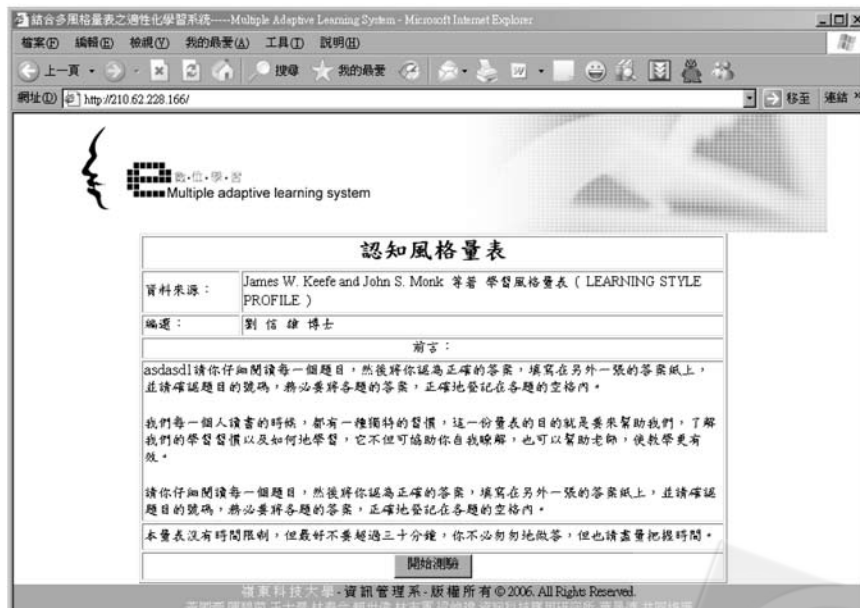 結合多風格量表之適性化學習系統-----Multiple Adaptive Learning System - Microsoft Internet Explorer
檔案(F) 編輯(E) 檢視(V) 我的最愛(A) 工具(T) 說明(H)
上一頁 搜尋 我的最愛
網址(D) http://210.62.228.166/ 移至 連結 »
數‧位‧學‧習
Multiple adaptive learning system
認知風格量表
資料來源： James W. Keefe and John S. Monk 等著 學習風格量表 ( LEARNING STYLE
PROFILE )
編選： 劉 信 雄 博士
前言：
asdasd1請你仔細閱讀每一個題目，然後將你認為正確的答案，填寫在另外一張的答案紙上，
並請確認題目的號碼，務必要將各題的答案，正確地登記在各題的空格內。
我們每一個人讀書的時候，都有一種獨特的習慣，這一份量表的目的就是要來幫助我們，了解
我們的學習習慣以及如何地學習，它不但可協助你自我瞭解，也可以幫助老師，使教學更有
效。
請你仔細閱讀每一個題目，然後將你認為正確的答案，填寫在另外一張的答案紙上，並請確認
題目的號碼，務必要將各題的答案，正確地登記在各題的空格內。
本量表沒有時間限制，但最好不要超過三十分鐘，你不必匆匆地做答，但也請盡量把握時間。
開始測驗
嶺東科技大學-資訊管理系-版權所有 © 2006. All Rights Reserved.